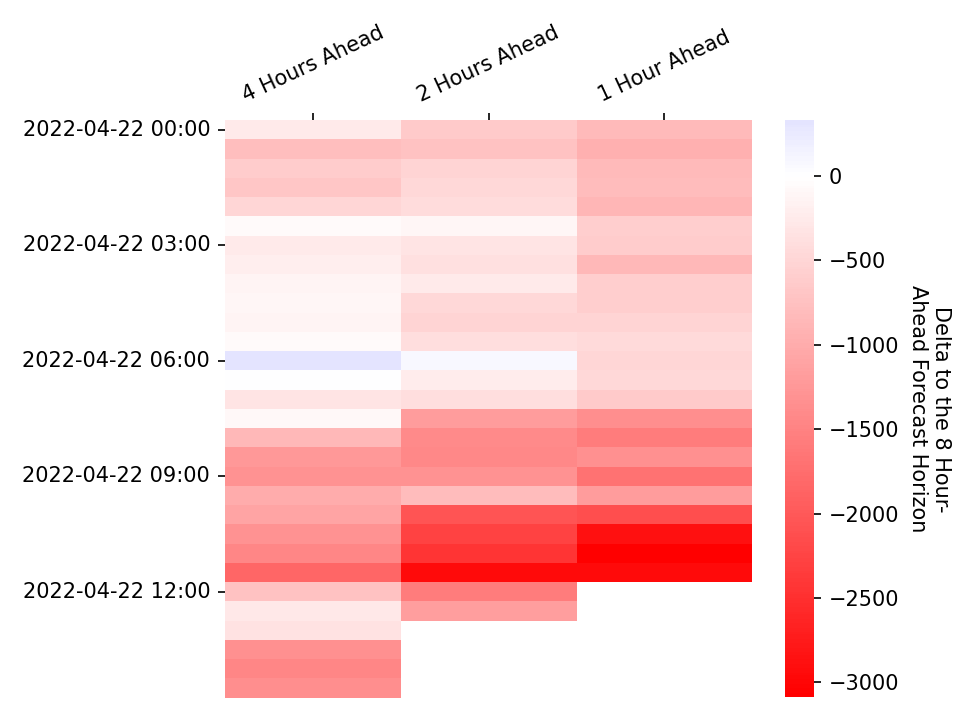 4 Hours Ahead
2 Hours Ahead
1 Hour Ahead
2022-04-22 00:00
2022-04-22 03:00
2022-04-22 06:00
2022-04-22 09:00
2022-04-22 12:00
0
−500
−1000
−1500
−2000
−2500
−3000
Delta to the 8 Hour-
Ahead Forecast Horizon